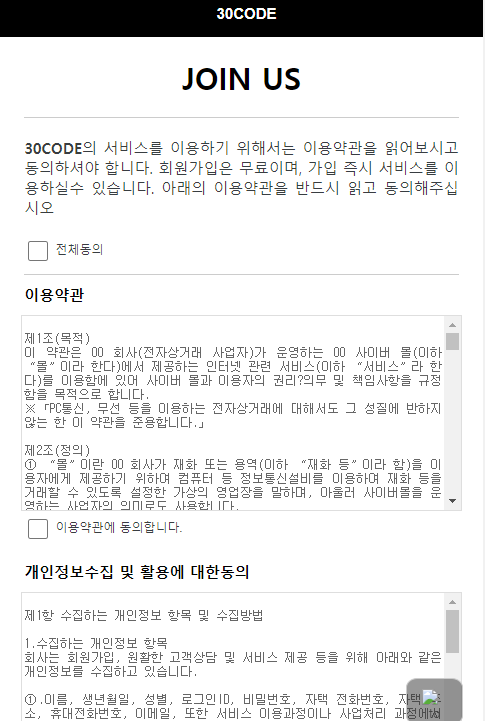 30CODE
JOIN US
30CODE의 서비스를 이용하기 위해서는 이용약관을 읽어보시고
동의하셔야 합니다. 회원가입은 무료이며, 가입 즉시 서비스를 이
용하실수 있습니다. 아래의 이용약관을 반드시 읽고 동의해주십
시오
전체동의
이용약관
제1조(목적)
이 약관은 00 회사(전자상거래 사업자)가 운영하는 00 사이버 몰(이하
“몰”이라 한다)에서 제공하는 인터넷 관련 서비스(이하 “서비스”라 한
다)를 이용함에 있어 사이버 몰과 이용자의 권리?의무 및 책임사항을 규정
함을 목적으로 합니다.
※「PC통신, 무선 등을 이용하는 전자상거래에 대해서도 그 성질에 반하지
않는 한 이 약관을 준용합니다.」
제2조(정의)
① “몰”이란 00 회사가 재화 또는 용역(이하 “재화 등”이라 함)을 이
용자에게 제공하기 위하여 컴퓨터 등 정보통신설비를 이용하여 재화 등을
거래할 수 있도록 설정한 가상의 영업장을 말하며, 아울러 사이버몰을 운
영하는 사업자의 의미로도 사용합니다.
이용약관에 동의합니다.
개인정보수집 및 활용에 대한동의
제1항 수집하는 개인정보 항목 및 수집방법
1.수집하는 개인정보 항목
회사는 회원가입, 원활한 고객상담 및 서비스 제공 등을 위해 아래와 같은
개인정보를 수집하고 있습니다.
①.이름, 생년월일, 성별, 로그인ID, 비밀번호, 자택 전화번호, 자택 주
소, 휴대전화번호, 이메일, 또한 서비스 이용과정이나 사업처리 과정에서